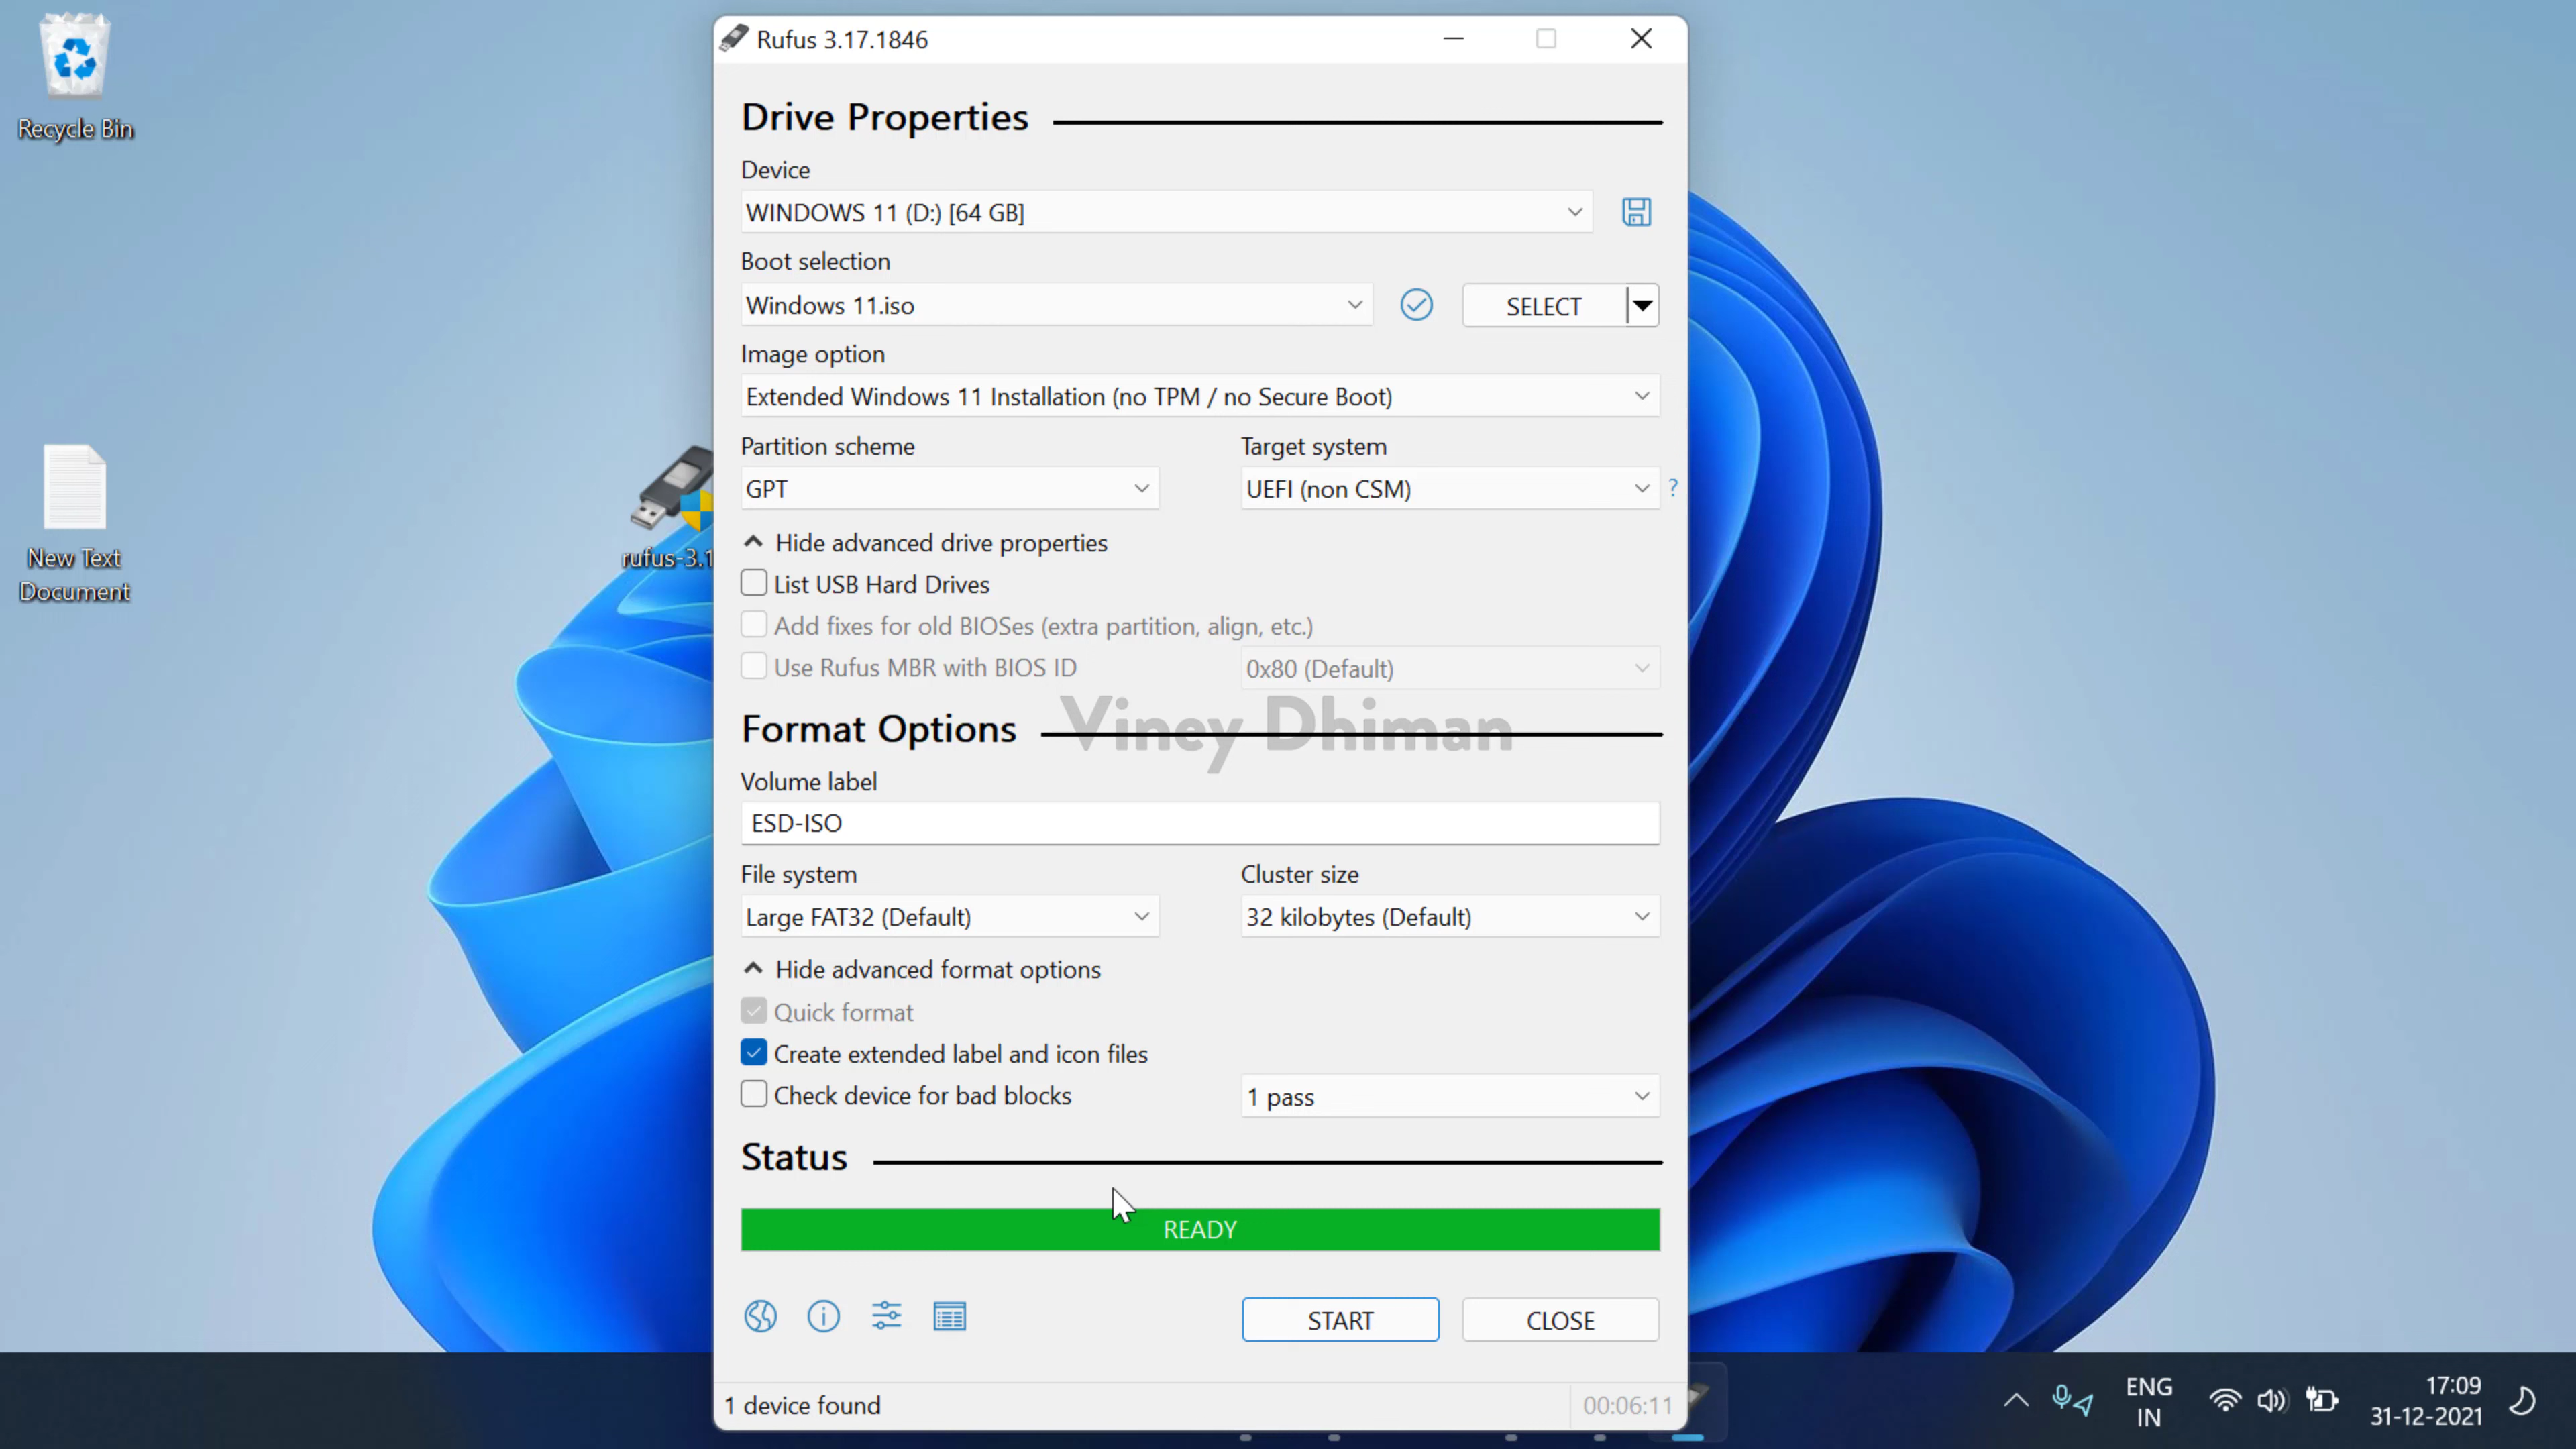 Recycle Bin
New Text
Document
rufus-3.1
Rufus 3.17.1846
Drive Properties
Device
WINDOWS 11 (D:) [64 GB]
Boot selection
Windows 11.iso
SELECT
Image option
Extended Windows 11 Installation (no TPM / no Secure Boot)
Partition scheme
Target system
GPT
UEFI (non CSM)
?
Hide advanced drive properties
List USB Hard Drives
Add fixes for old BIOSes (extra partition, align, etc.)
Use Rufus MBR with BIOS ID
0x80 (Default)
Format Options
Viney Dhiman
Volume label
ESD-ISO
File system
Cluster size
Large FAT32 (Default)
32 kilobytes (Default)
Hide advanced format options
Quick format
Create extended label and icon files
Check device for bad blocks
1 pass
Status
READY
START
CLOSE
1 device found
00:06:11
ENG
IN
17:09
31-12-2021